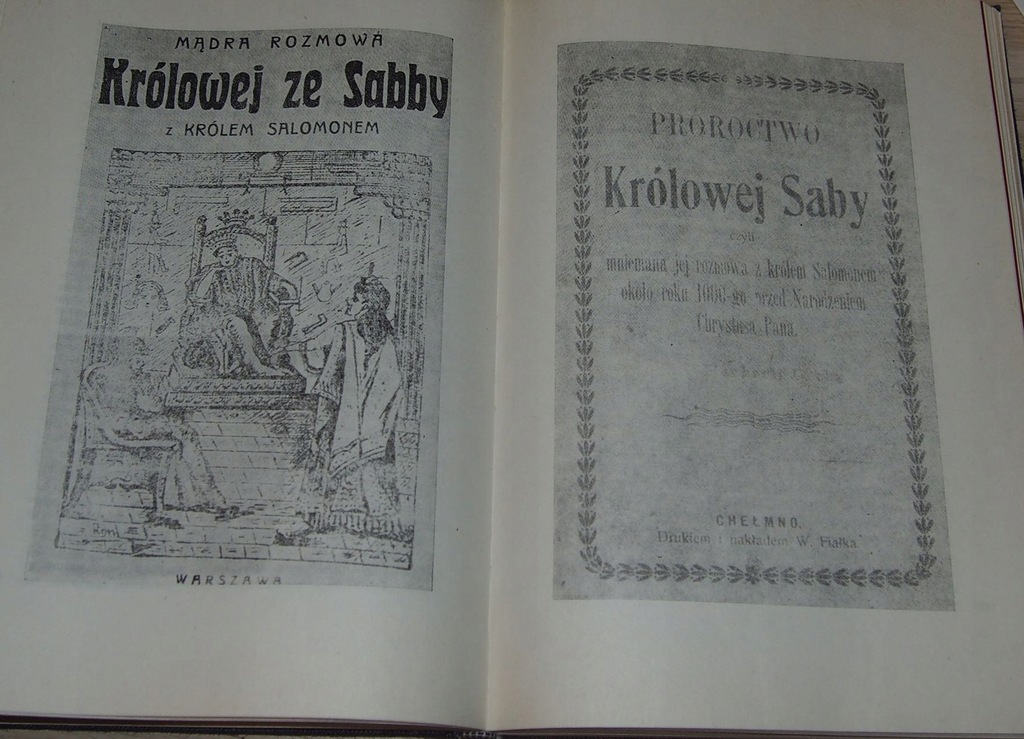 MĄDRA ROZMOWA
Królowej ze Sabby
z KRÓLEM SALOMONEM
WARSZAWA
PROROCTWO
Królowej Saby
czyli
mniemana jej rozmowa z królem Salomonem
około roku 1000-go przed Narodzeniem
Chrystusa Pana.
CHEŁMNO.
Drukiem i nakładem W. Fiałka.